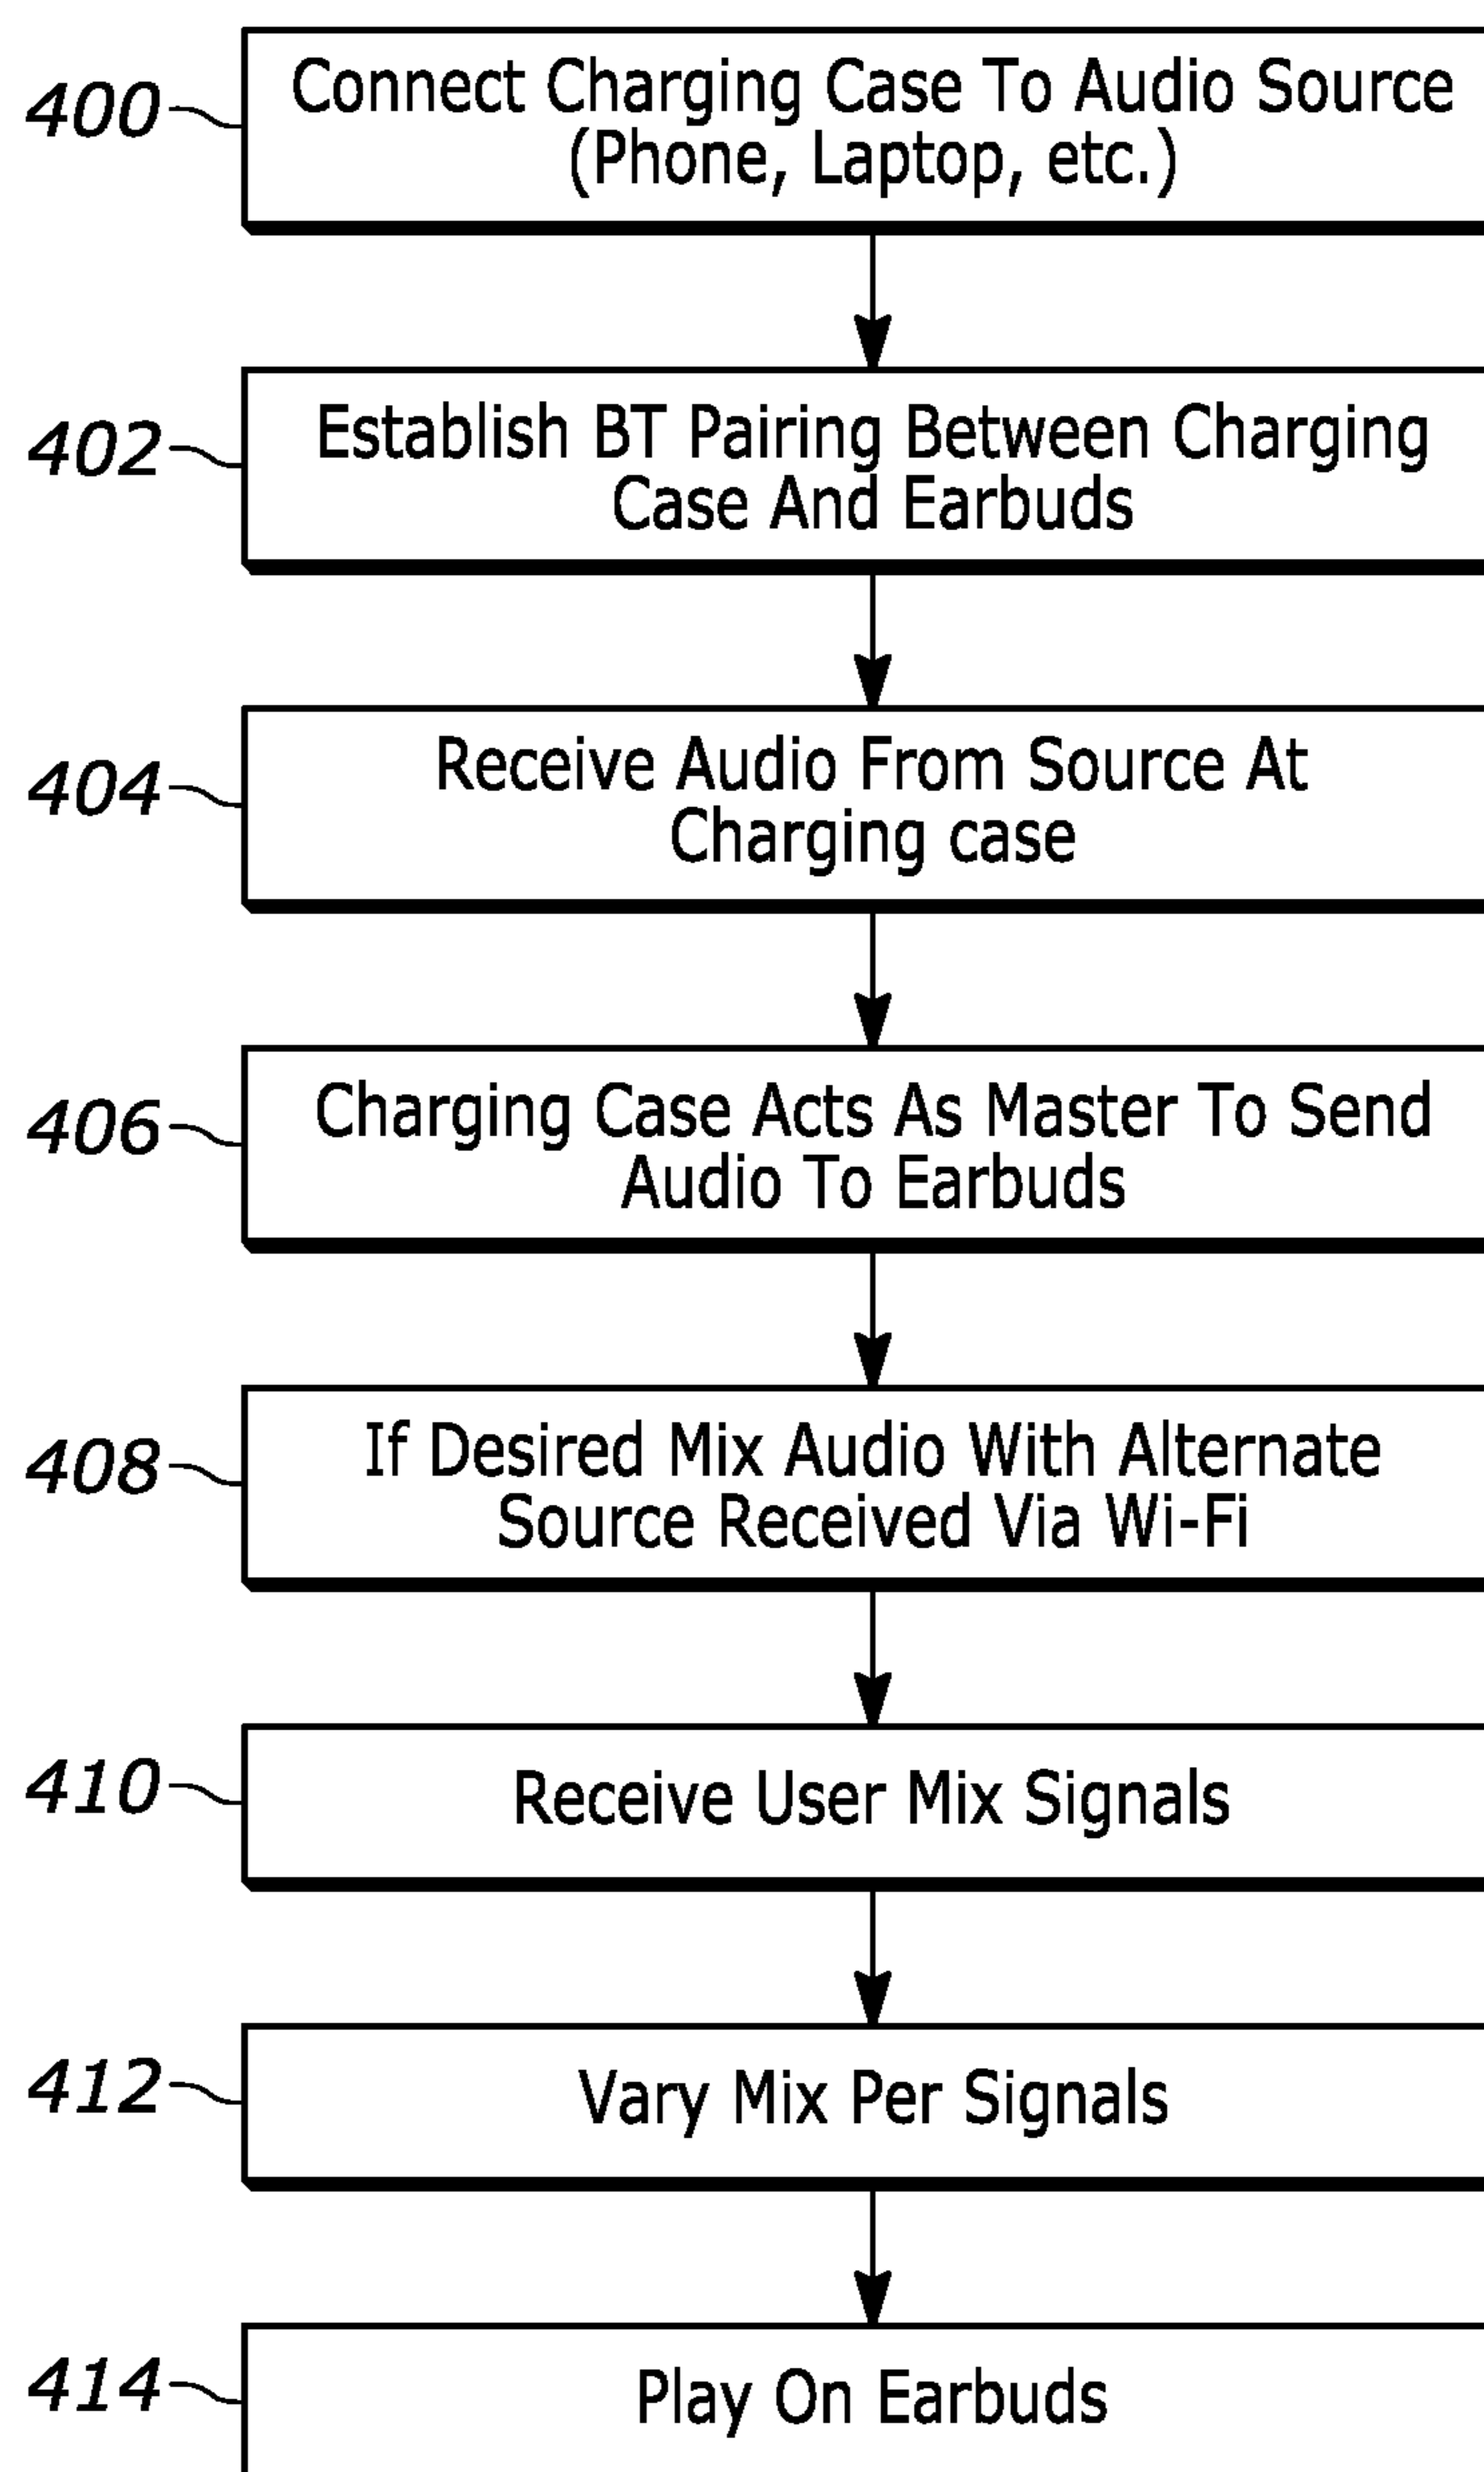 400
Connect Charging Case To Audio Source
(Phone, Laptop, etc.)
402
Establish BT Pairing Between Charging
Case And Earbuds
404
Receive Audio From Source At
Charging case
406
Charging Case Acts As Master To Send
Audio To Earbuds
408
If Desired Mix Audio With Alternate
Source Received Via Wi-Fi
410
Receive User Mix Signals
412
Vary Mix Per Signals
414
Play On Earbuds